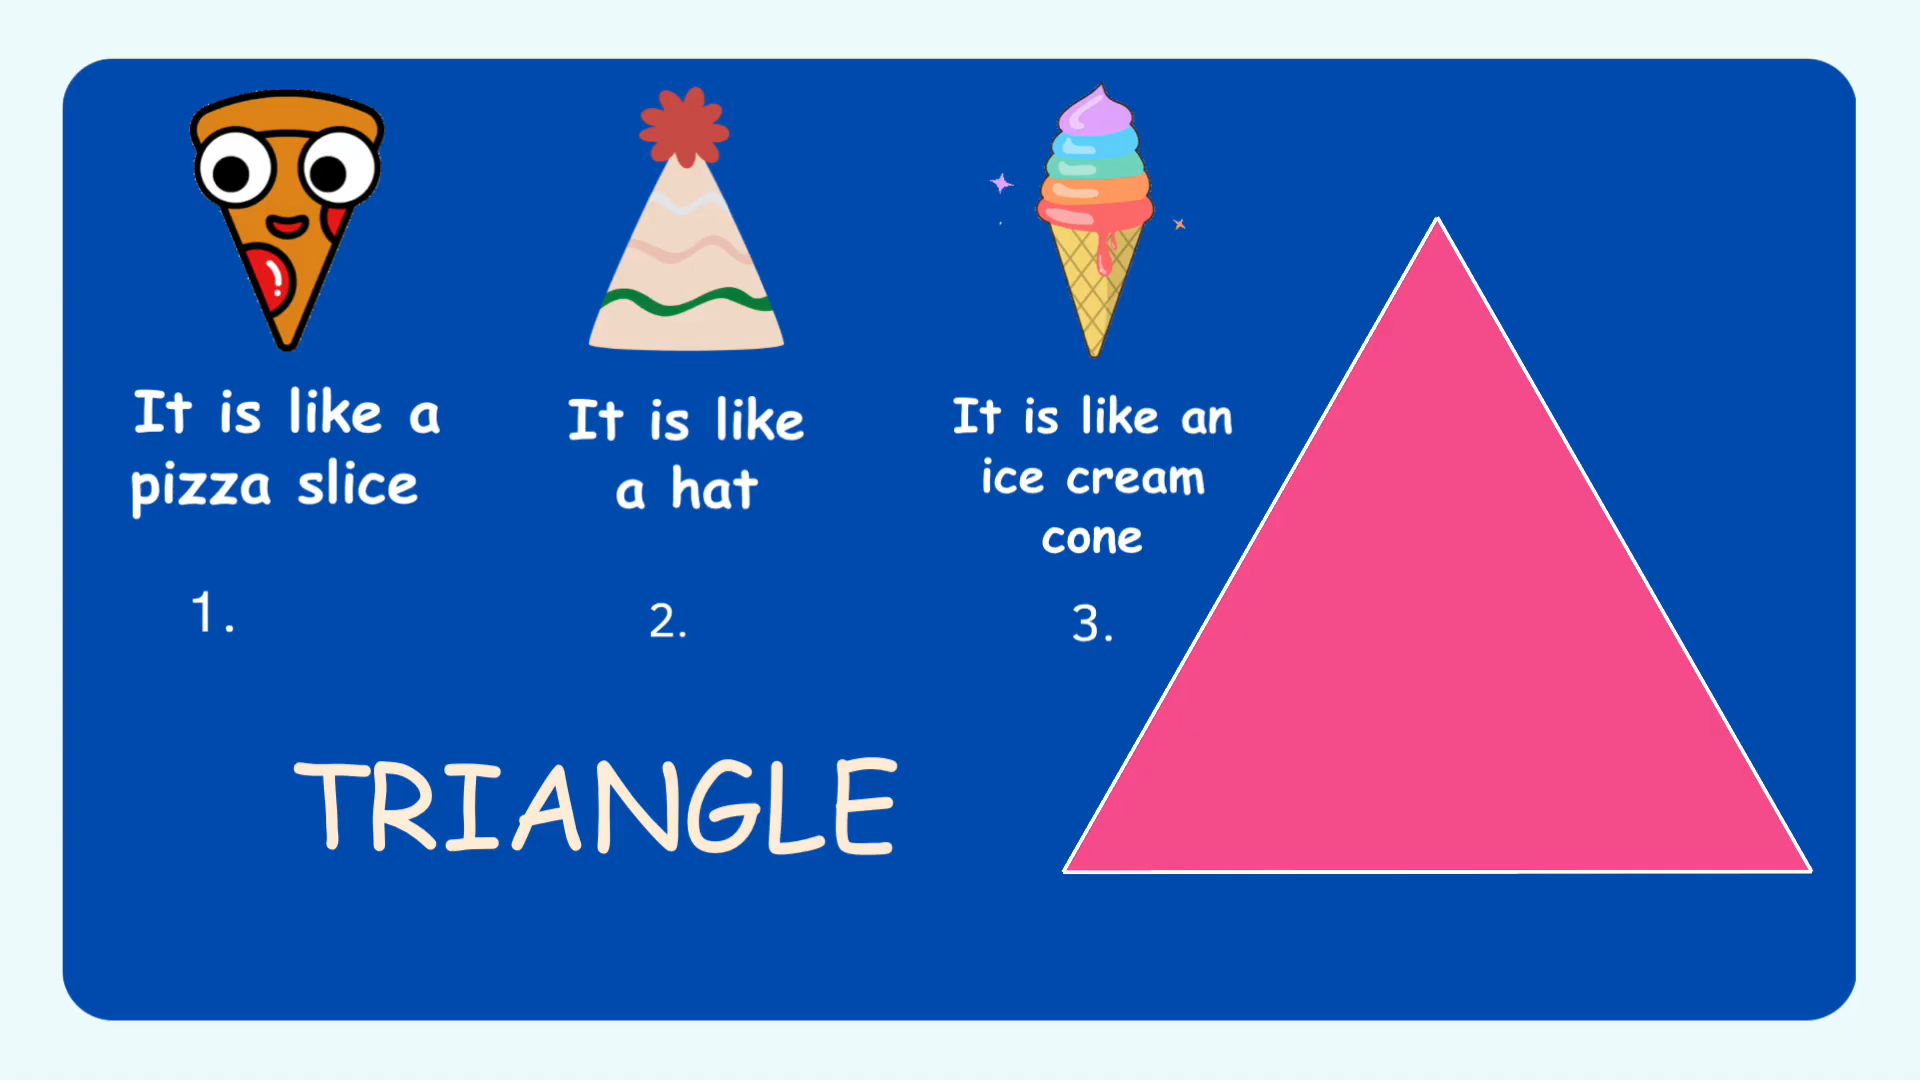 It is like a
pizza slice
1.
It is like
a hat
2.
It is like an
ice cream
cone
3.
TRIANGLE